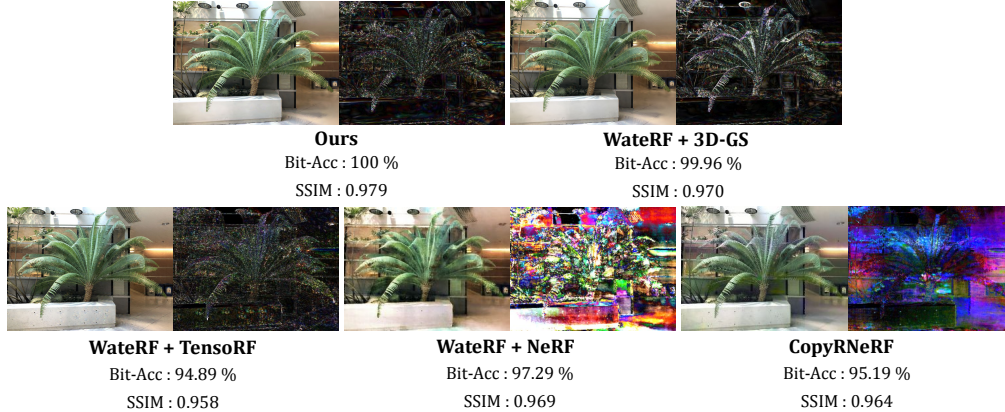 Ours
Bit-Acc : 100 %
SSIM : 0.979
WateRF + 3D-GS
Bit-Acc : 99.96 %
SSIM : 0.970
WateRF + TensoRF
Bit-Acc : 94.89 %
SSIM : 0.958
WateRF + NeRF
Bit-Acc : 97.29 %
SSIM : 0.969
CopyRNeRF
Bit-Acc : 95.19 %
SSIM : 0.964